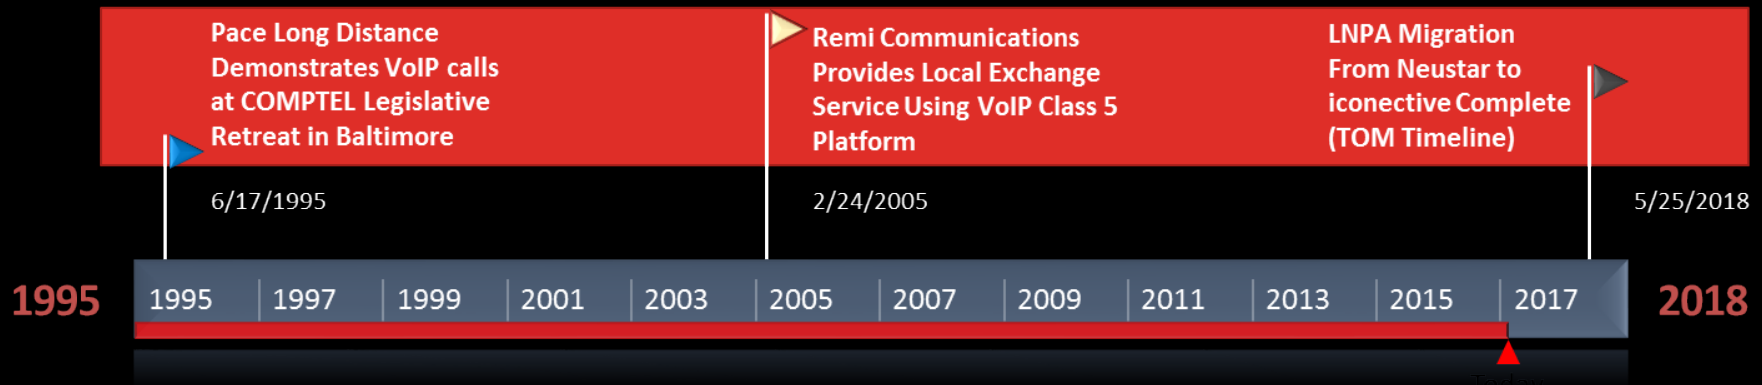 Pace Long Distance
Demonstrates VoIP calls
at COMPTEL Legislative
Retreat in Baltimore
6/17/1995
Remi Communications
Provides Local Exchange
Service Using VoIP Class 5
Platform
2/24/2005
LNPA Migration
From Neustar to
iconective Complete
(TOM Timeline)
5/25/2018
1995
1995 1997 1999 2001 2003 2005 2007 2009 2011 2013 2015 2017
2018